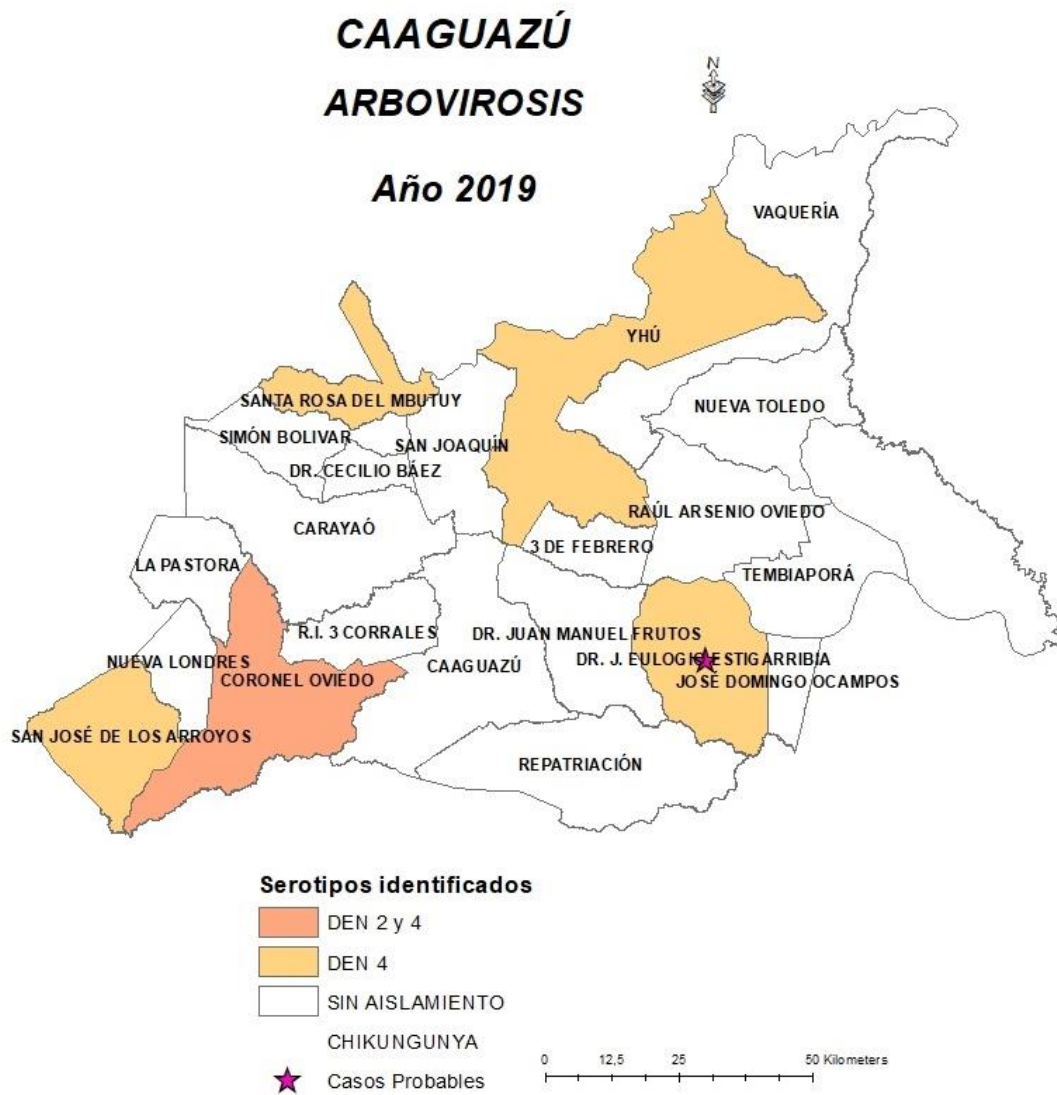 CAAGUAZÚ
ARBOVIROSIS
Año 2019
N
VAQUERÍA
YHÚ
SANTA ROSA DEL MBUTUY
NUEVA TOLEDO
SIMÓN BOLIVAR
SAN JOAQUÍN
DR. CECILIO BÁEZ
RAÚL ARSENIO OVIEDO
CARAYAÓ
3 DE FEBRERO
LA PASTORA
TEMBIAPORÁ
R.I. 3 CORRALES
DR. JUAN MANUEL FRUTOS
NUEVA LONDRES
CAAGUAZÚ
DR. J. EULOGIO ESTIGARRIBIA
CORONEL OVIEDO
JOSÉ DOMINGO OCAMPOS
SAN JOSÉ DE LOS ARROYOS
REPATRIACIÓN
Serotipos identificados
DEN 2 y 4
DEN 4
SIN AISLAMIENTO
CHIKUNGUNYA
Casos Probables
0 12,5 25 50 Kilometers